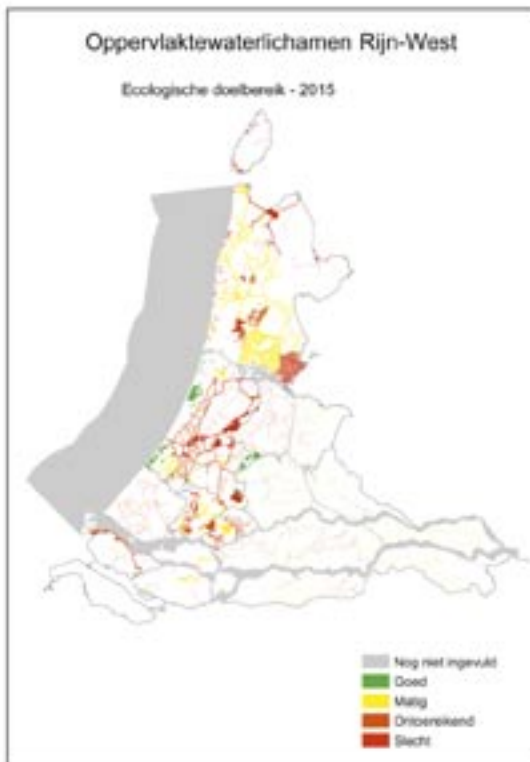 Oppervlaktewaterlichamen Rijn-West
Ecologische doelbereik - 2015
Nog niet ingevuld
Goed
Matig
Ontoereikend
Slecht